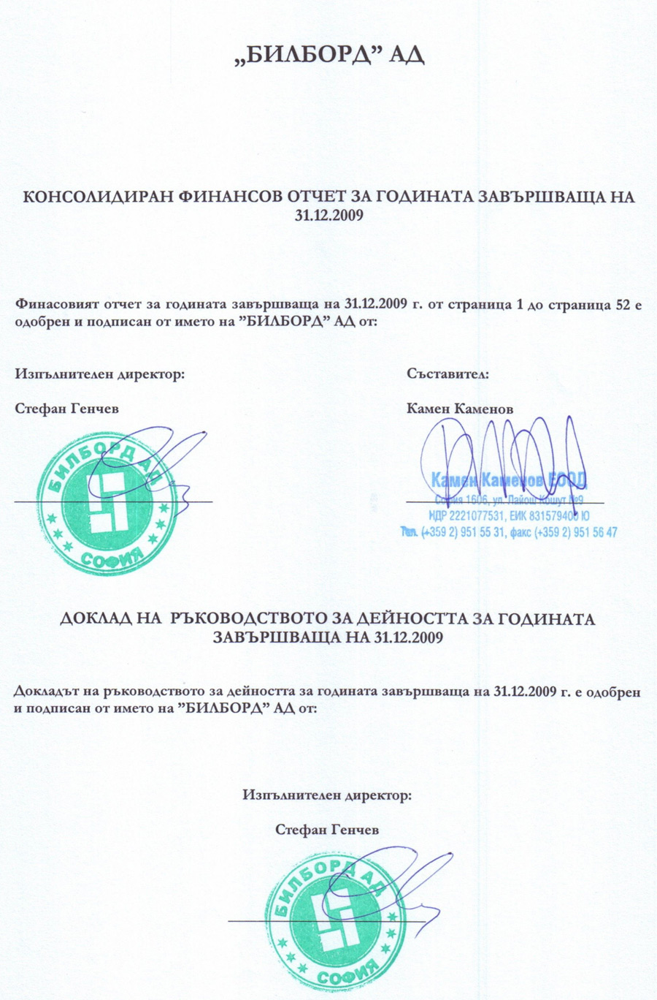 „БИЛБОРД” АД
КОНСОЛИДИРАН ФИНАНСОВ ОТЧЕТ ЗА ГОДИНАТА ЗАВЪРШВАЩА НА
31.12.2009
Финасовият отчет за годината завършваща на 31.12.2009 г. от страница 1 до страница 52 е
одобрен и подписан от името на ”БИЛБОРД” АД от:
Изпълнителен директор:
Съставител:
Стефан Генчев
Камен Каменов
БИЛБОРД АД
СОФИЯ
Камен Каменов ЕООД
София 1606, ул. Лайош Кошут №9
НДР 2221077531, ЕИК 831579400 Ю
Тел. (+359 2) 951 55 31, факс (+359 2) 951 56 47
ДОКЛАД НА РЪКОВОДСТВОТО ЗА ДЕЙНОСТТА ЗА ГОДИНАТА
ЗАВЪРШВАЩА НА 31.12.2009
Докладът на ръководството за дейността за годината завършваща на 31.12.2009 г. е одобрен
и подписан от името на ”БИЛБОРД” АД от:
Изпълнителен директор:
Стефан Генчев
БИЛБОРД АД
СОФИЯ